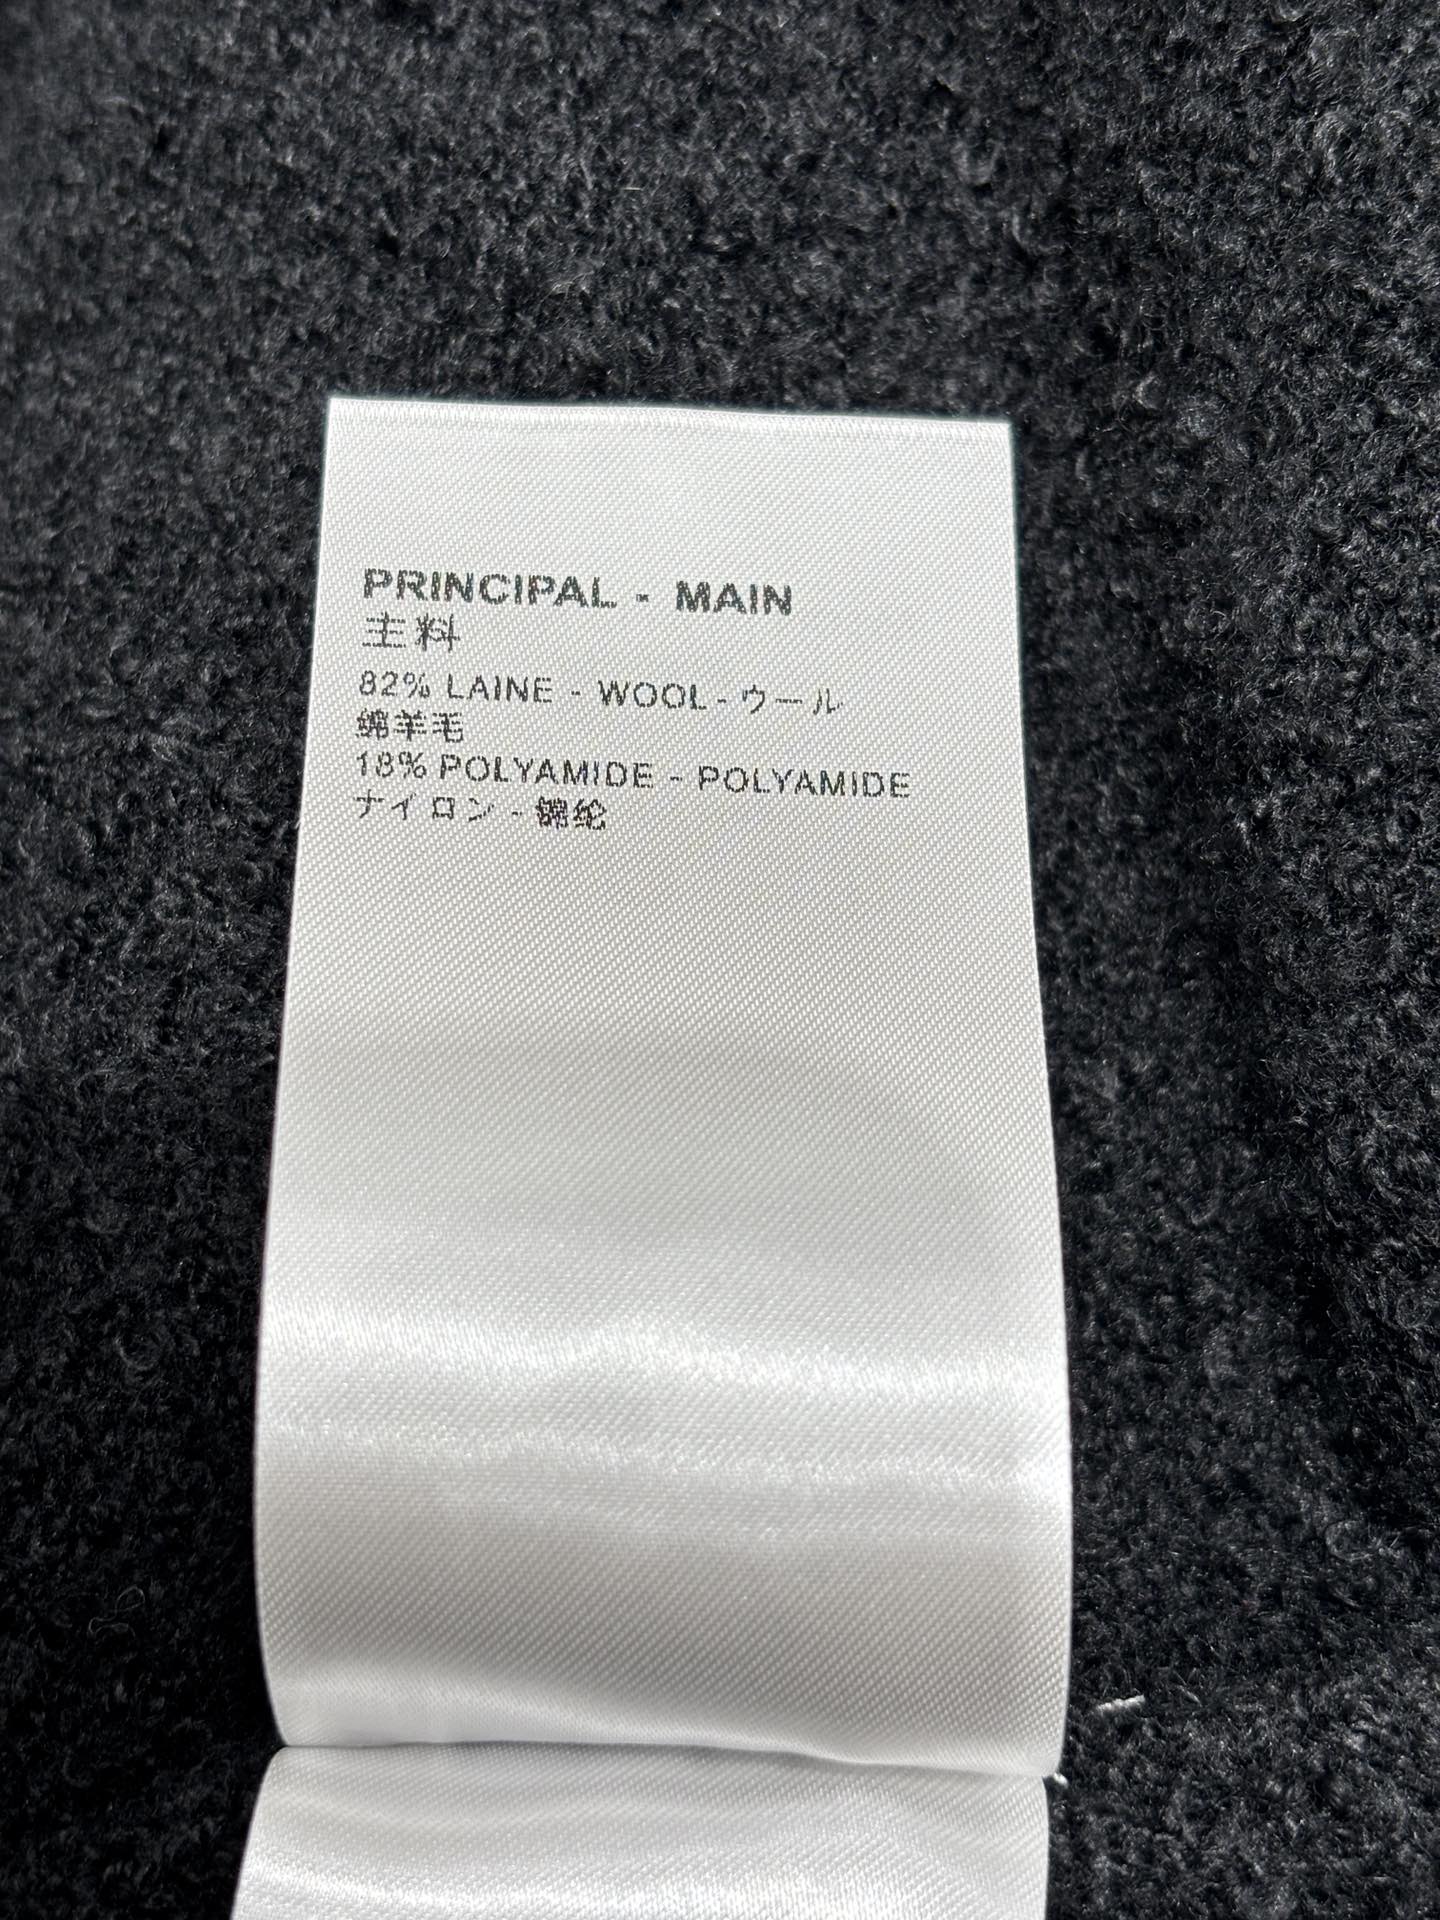 PRINCIPAL - MAIN
主料
82% LAINE - WOOL - ウール
绵羊毛
18% POLYAMIDE - POLYAMIDE
ナイロン - 锦纶